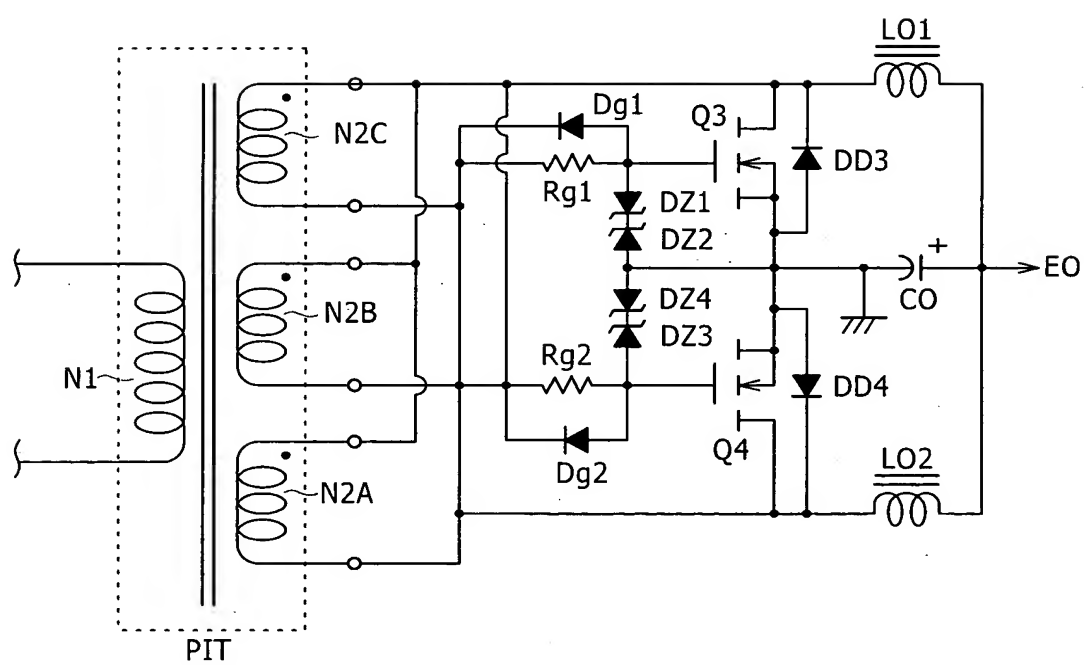 LO1
Dg1
Q3
N2C
DD3
Rg1
DZ1
DZ2
+
EO
CO
N2B
DZ4
DZ3
Rg2
N1
DD4
Q4
Dg2
LO2
N2A
PIT